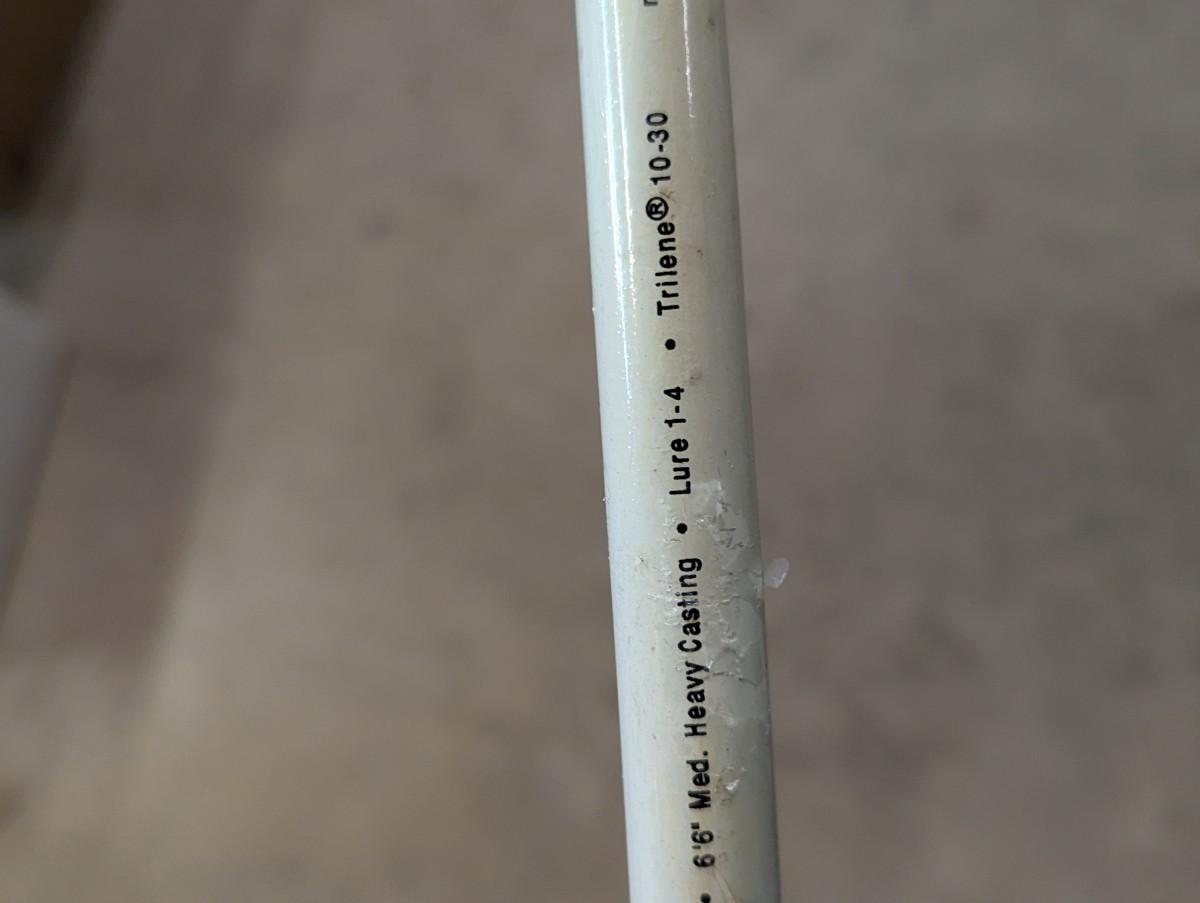 • 6'6" Med. Heavy Casting • Lure 1-4 • Trilene® 10-30